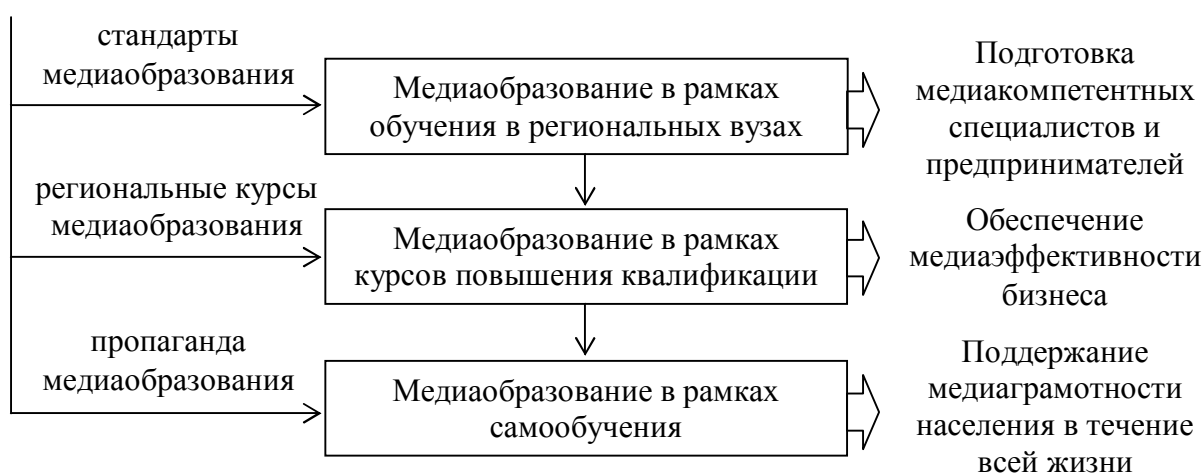 стандарты
медиаобразования
Медиаобразование в рамках
обучения в региональных вузах
Подготовка
медиакомпетентных
специалистов и
предпринимателей
региональные курсы
медиаобразования
Медиаобразование в рамках
курсов повышения квалификации
Обеспечение
медиаэффективности
бизнеса
пропаганда
медиаобразования
Медиаобразование в рамках
самообучения
Поддержание
медиаграмотности
населения в течение
всей жизни